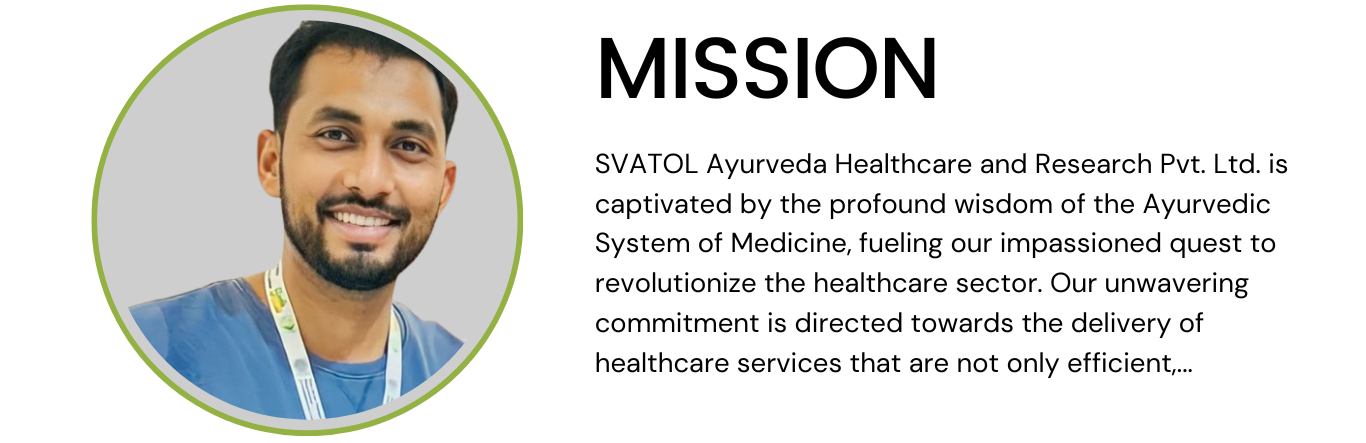 MISSION
SVATOL Ayurveda Healthcare and Research Pvt. Ltd. is
captivated by the profound wisdom of the Ayurvedic
System of Medicine, fueling our impassioned quest to
revolutionize the healthcare sector. Our unwavering
commitment is directed towards the delivery of
healthcare services that are not only efficient,...